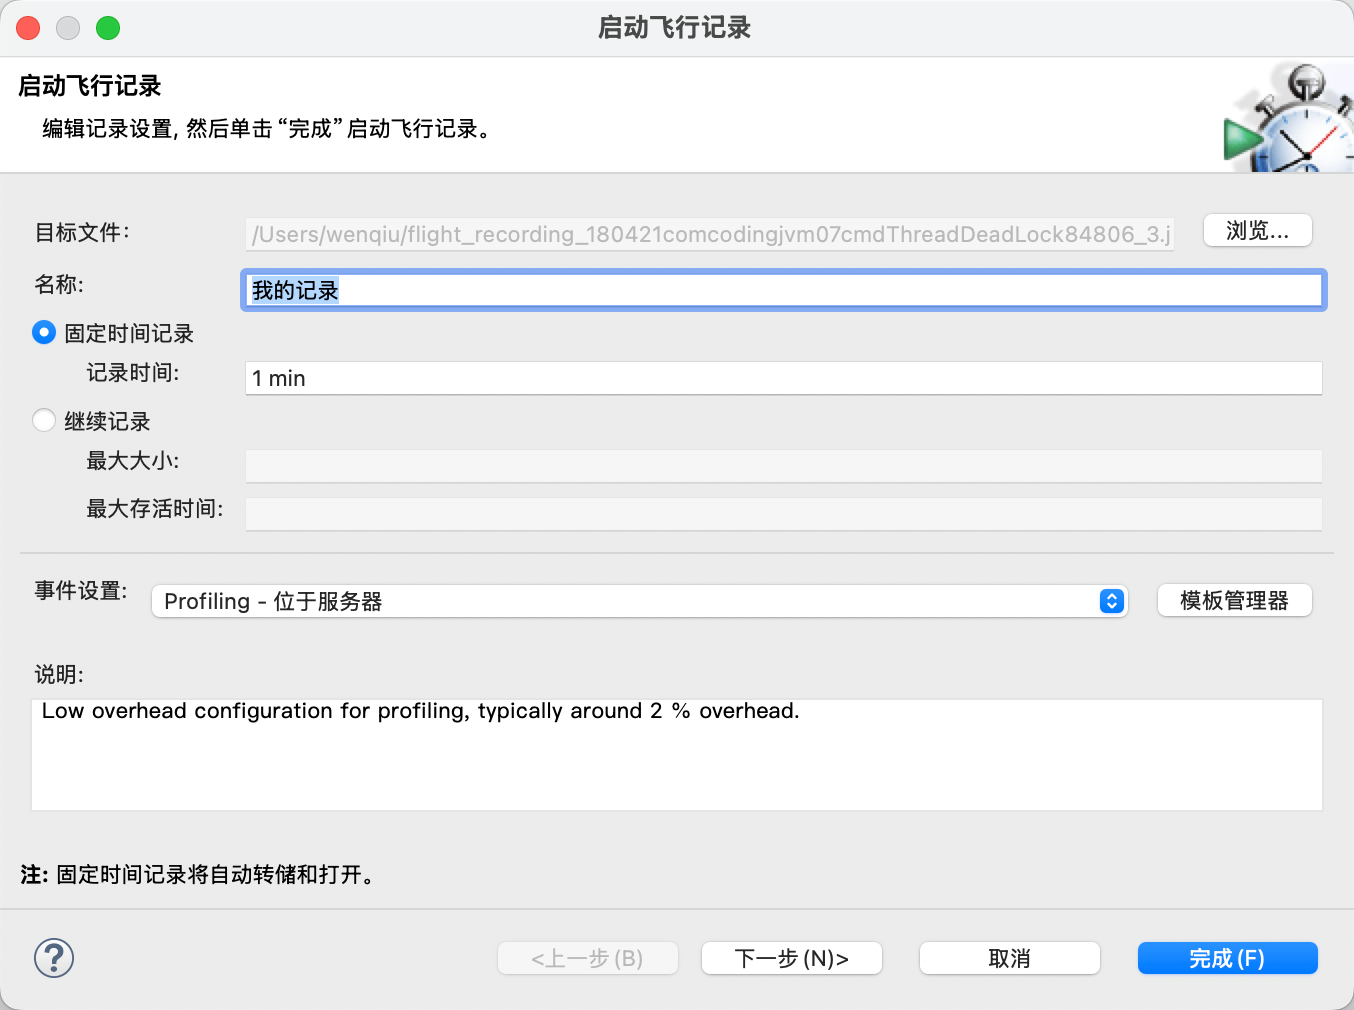 启动飞行记录
启动飞行记录
编辑记录设置, 然后单击“完成”启动飞行记录。
目标文件: /Users/wenqiu/flight_recording_180421comcodingjvm07cmdThreadDeadLock84806_3.j 浏览...
名称: 我的记录
固定时间记录
记录时间: 1 min
继续记录
最大大小:
最大存活时间:
事件设置: Profiling - 位于服务器 模板管理器
说明:
Low overhead configuration for profiling, typically around 2 % overhead.
注: 固定时间记录将自动转储和打开。
? <上一步(B) 下一步(N)> 取消 完成(F)